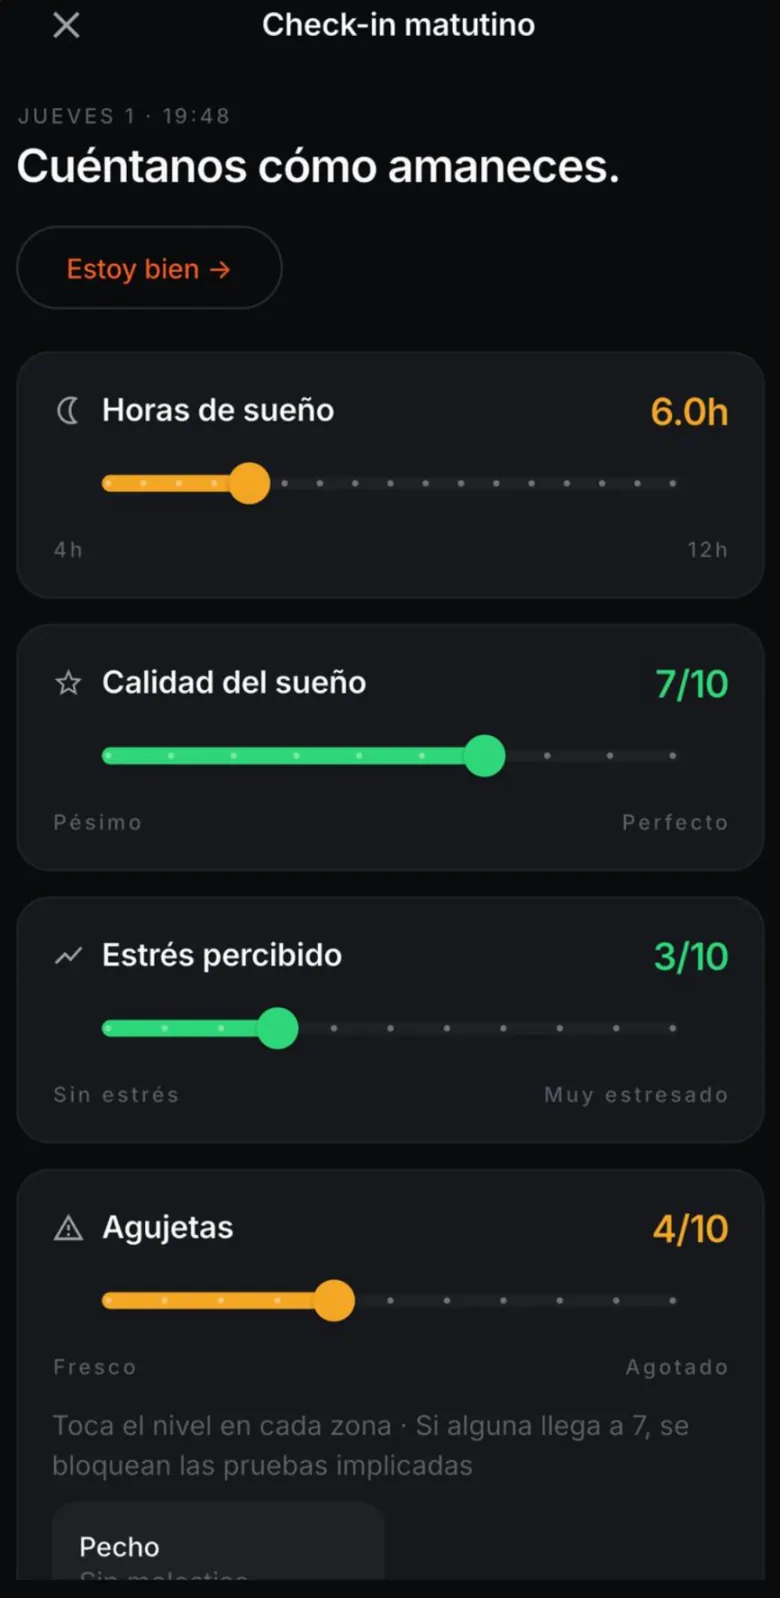 Check-in matutino
JUEVES 1 · 19:48
Cuéntanos cómo amaneces.
Estoy bien →
Horas de sueño
6.0h
4h
12h
Calidad del sueño
7/10
Pésimo
Perfecto
Estrés percibido
3/10
Sin estrés
Muy estresado
Agujetas
4/10
Fresco
Agotado
Toca el nivel en cada zona · Si alguna llega a 7, se
bloquean las pruebas implicadas
Pecho
Sin